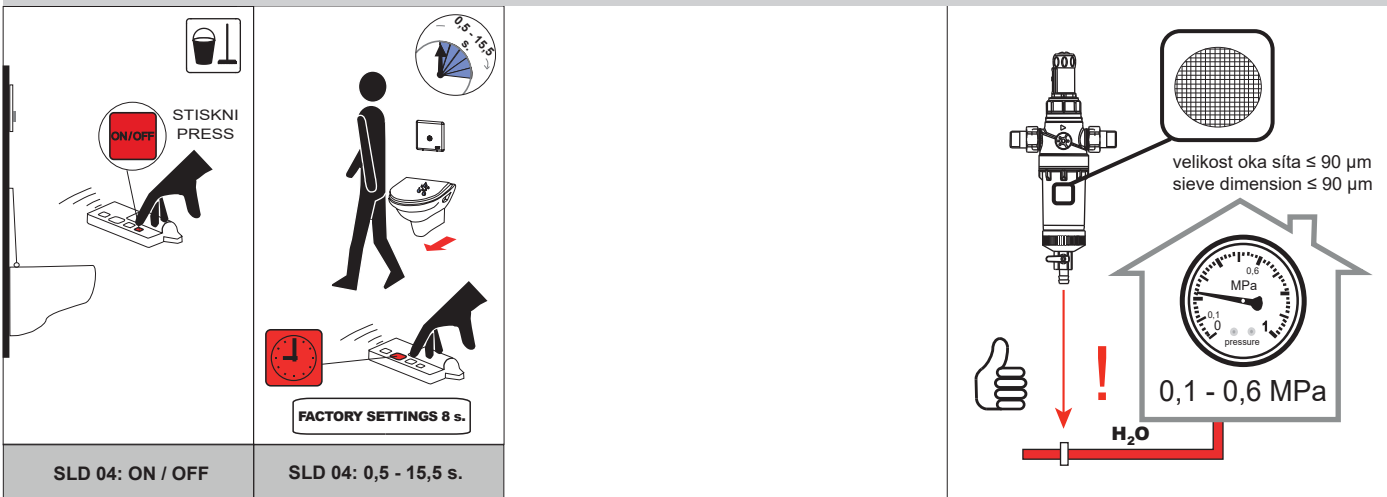 STISKNI
PRESS
ON/OFF
SLD 04: ON / OFF
0,5 - 15,5
s.
FACTORY SETTINGS 8 s.
SLD 04: 0,5 - 15,5 s.
velikost oka síta ≤ 90 µm
sieve dimension ≤ 90 µm
0,6
MPa
0,1
0
1
pressure
0,1 - 0,6 MPa
!
H₂O